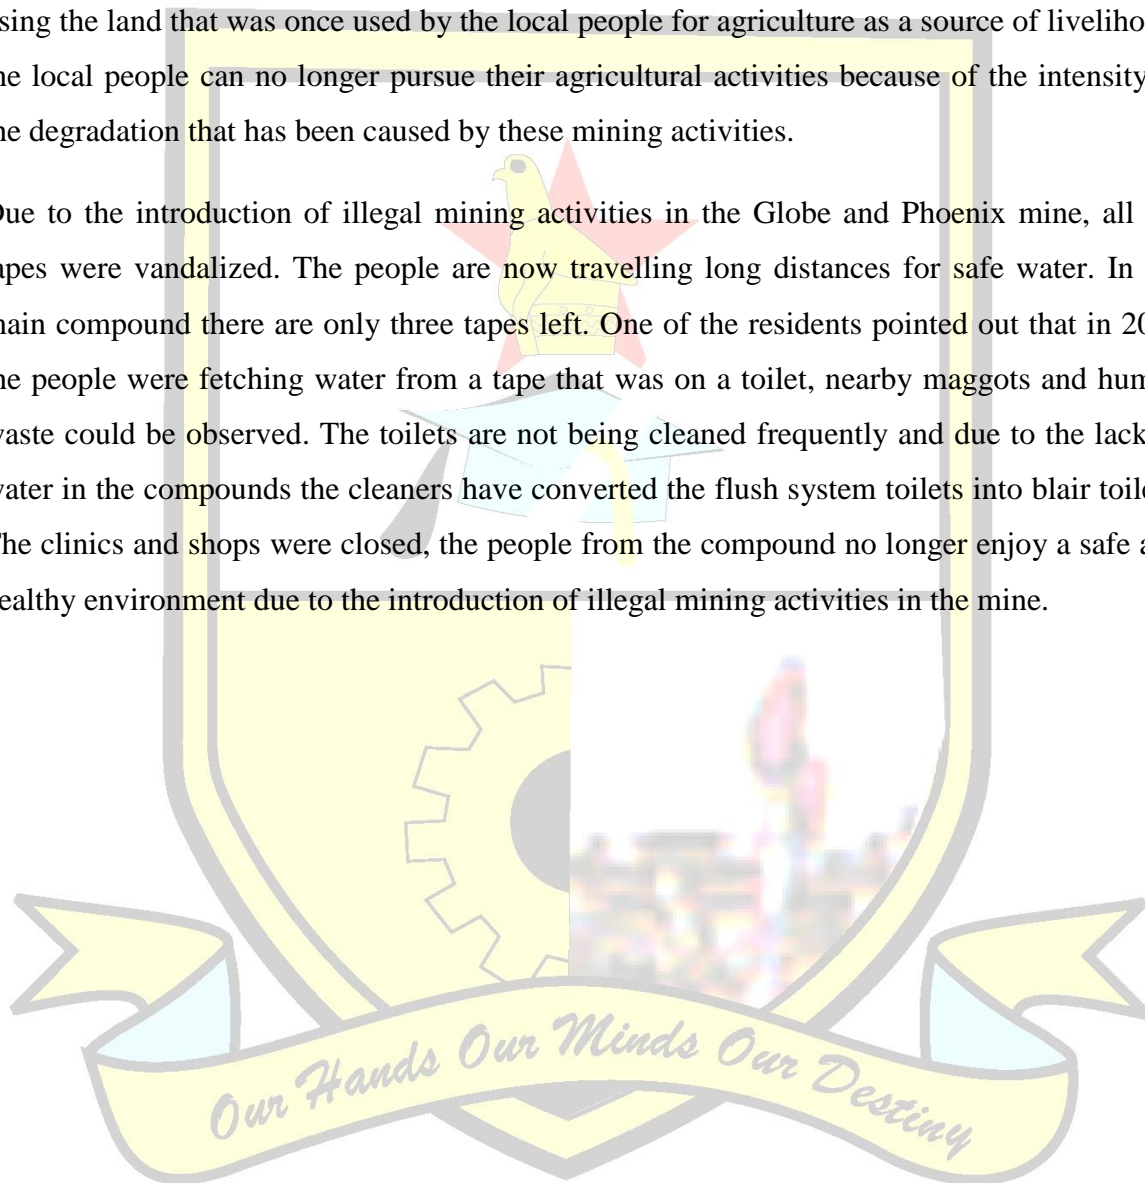 sing the land that was once used by the local people for agriculture as a source of liveliho
he local people can no longer pursue their agricultural activities because of the intensity
he degradation that has been caused by these mining activities.
Due to the introduction of illegal mining activities in the Globe and Phoenix mine, all
apes were vandalized. The people are now travelling long distances for safe water. In
main compound there are only three tapes left. One of the residents pointed out that in 20
he people were fetching water from a tape that was on a toilet, nearby maggots and hum
waste could be observed. The toilets are not being cleaned frequently and due to the lack
water in the compounds the cleaners have converted the flush system toilets into blair toile
The clinics and shops were closed, the people from the compound no longer enjoy a safe a
ealthy environment due to the introduction of illegal mining activities in the mine.
Our Hands Our Minds Our Destiny